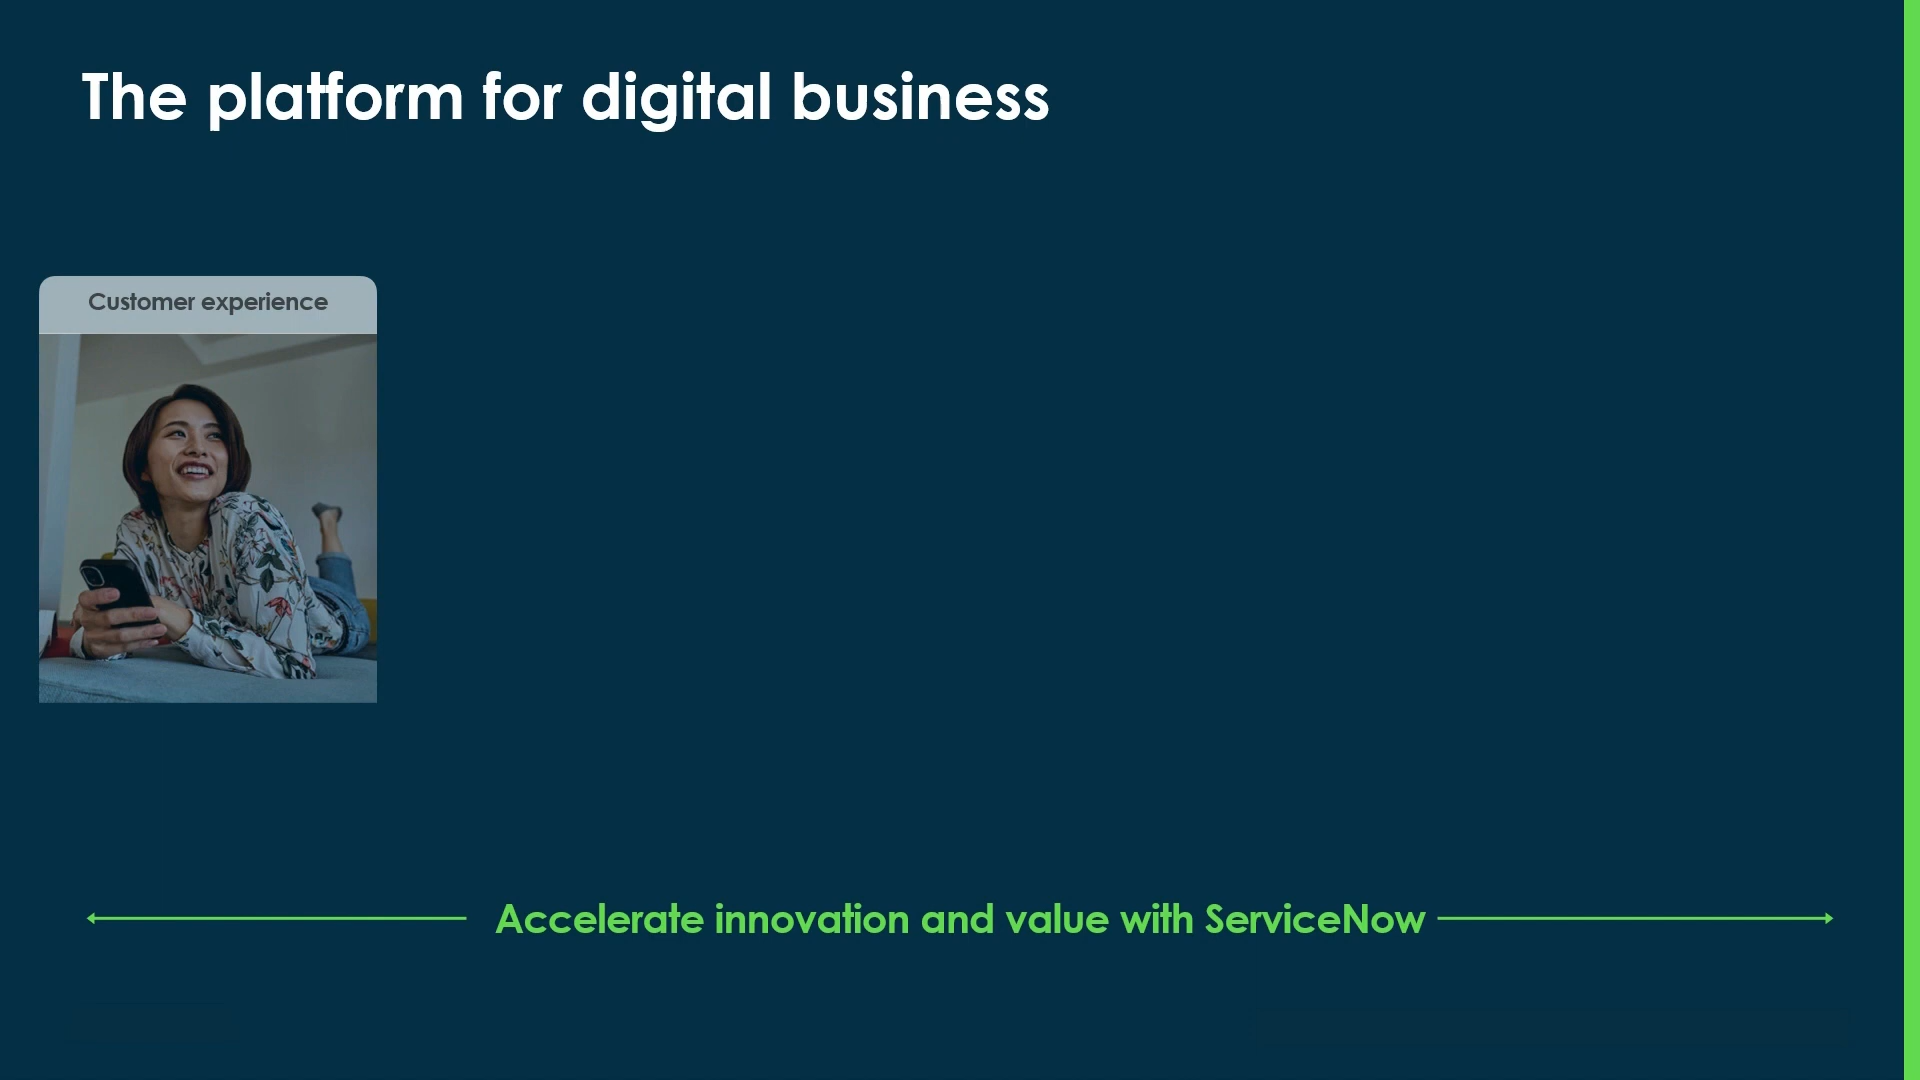 The platform for digital business
Customer experience
Accelerate innovation and value with ServiceNow